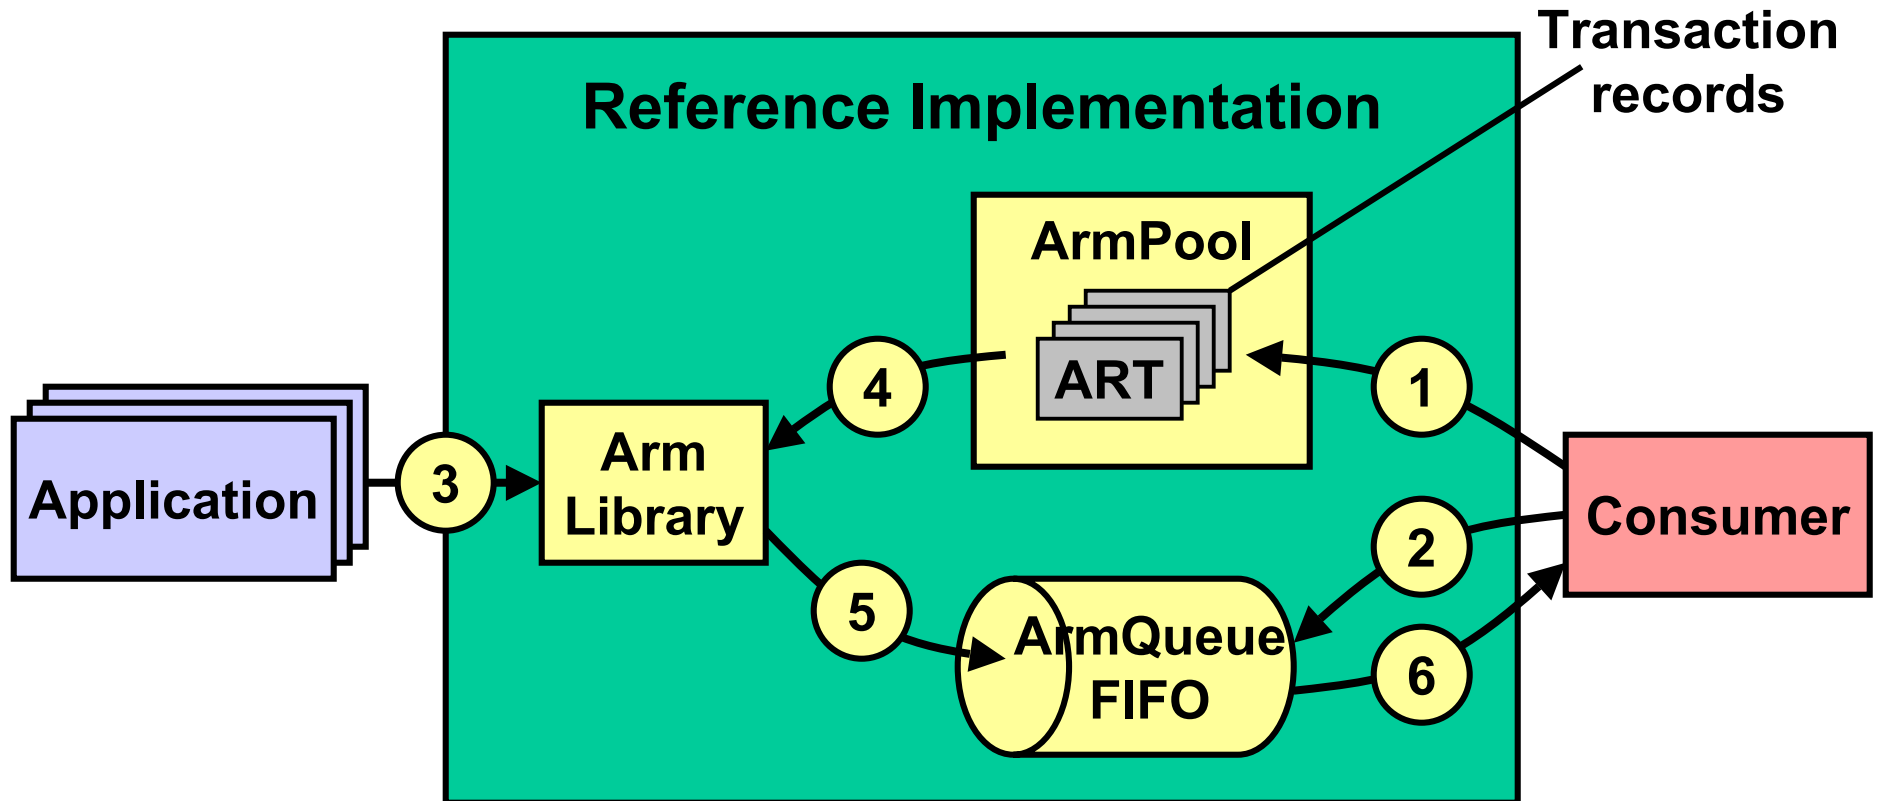 Transaction
records
Reference Implementation
ArmPool
ART
4
1
Application
3
Arm
Library
Consumer
2
5
ArmQueue
FIFO
6